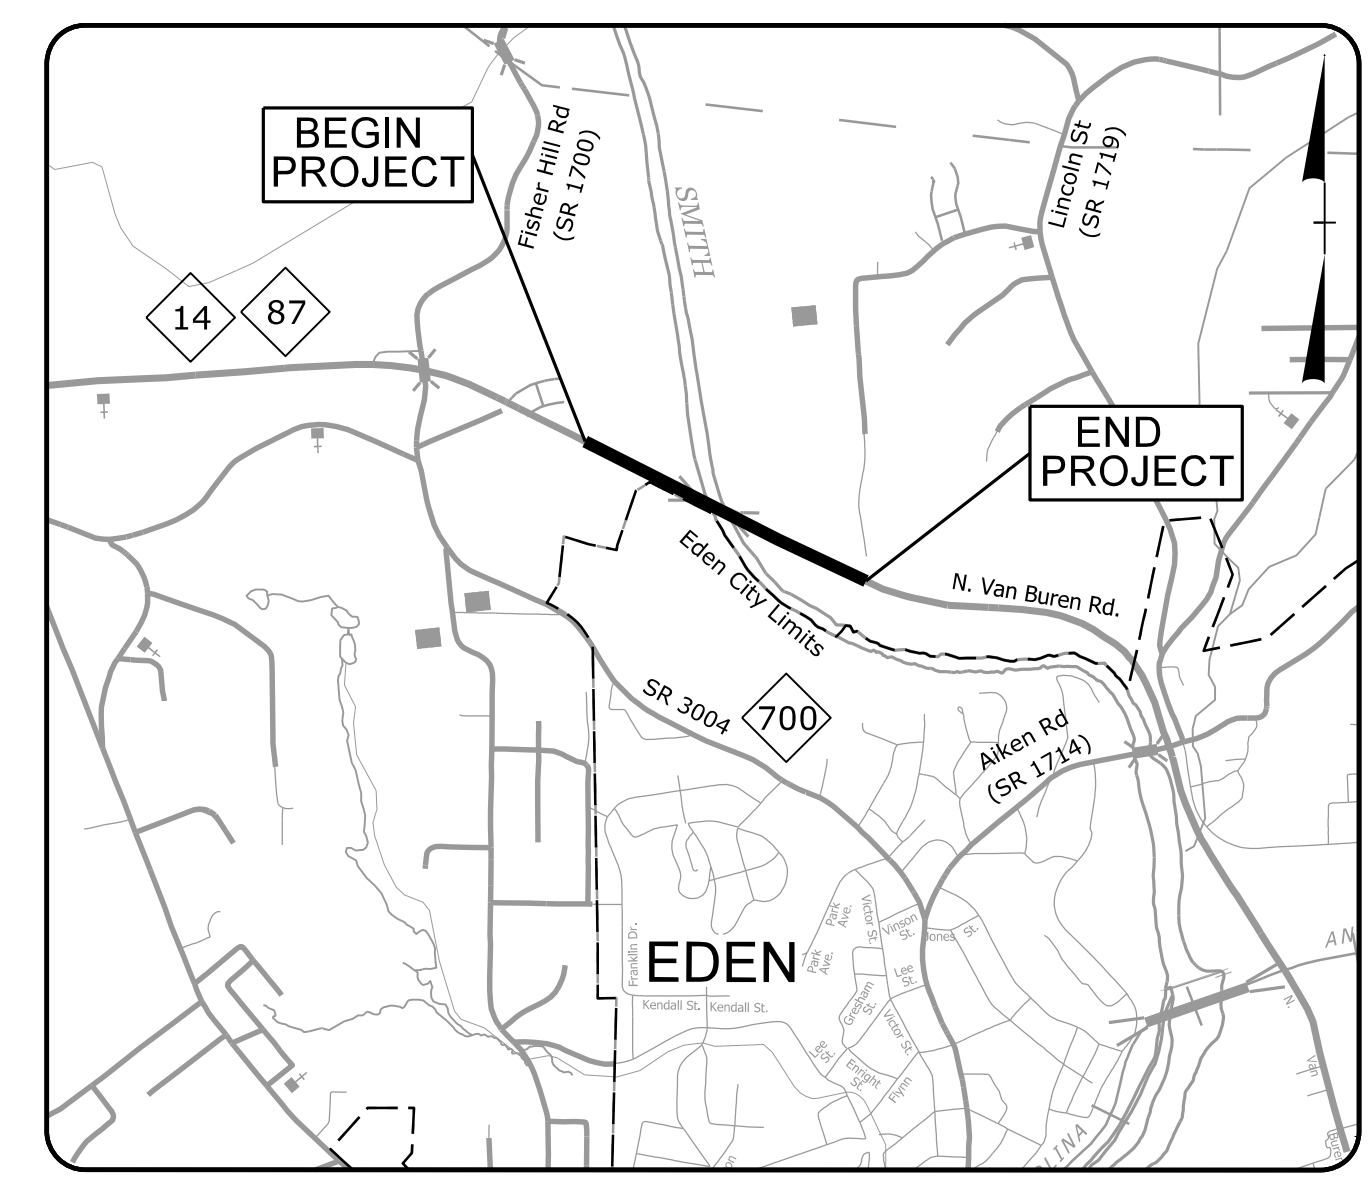 BEGIN
PROJECT
Fisher Hill Rd
(SR 1700)
SMITH
Lincoln St
(SR 1719)
14
87
END
PROJECT
Eden City Limits
N. Van Buren Rd.
SR 3004
700
Aiken Rd
(SR 1714)
Park
Ave.
Victor St.
Vinson
St.
Jones St.
Park
Ave.
Lee
St.
Franklin Dr.
EDEN
Gresham
St.
Kendall St. Kendall St.
Victor St.
Lee
St.
Enright
St.
Flynn
AN
N.
Van
Buren
LINA
on